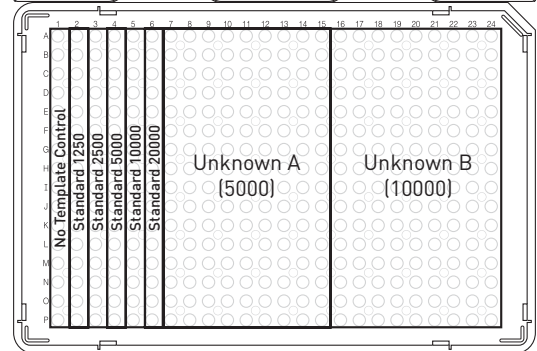 1 2 3 4 5 6 7 8 9 10 11 12 13 14 15 16 17 18 19 20 21 22 23 24
A
B
C
D
E
F
G
H
I
J
K
L
M
N
O
P
No Template Control
Standard 1250
Standard 2500
Standard 5000
Standard 10000
Standard 20000
Unknown A
(5000)
Unknown B
(10000)